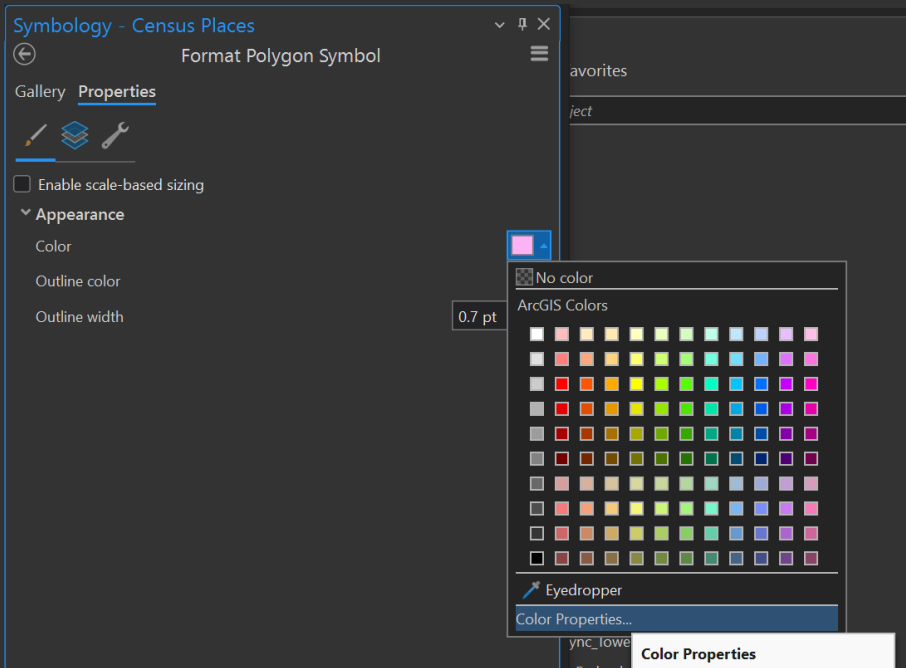 Symbology - Census Places
Format Polygon Symbol
Gallery Properties
Enable scale-based sizing
Appearance
Color
Outline color
Outline width
0.7 pt
avorites
ject
No color
ArcGIS Colors
Eyedropper
Color Properties...
ync_lowe
Color Properties